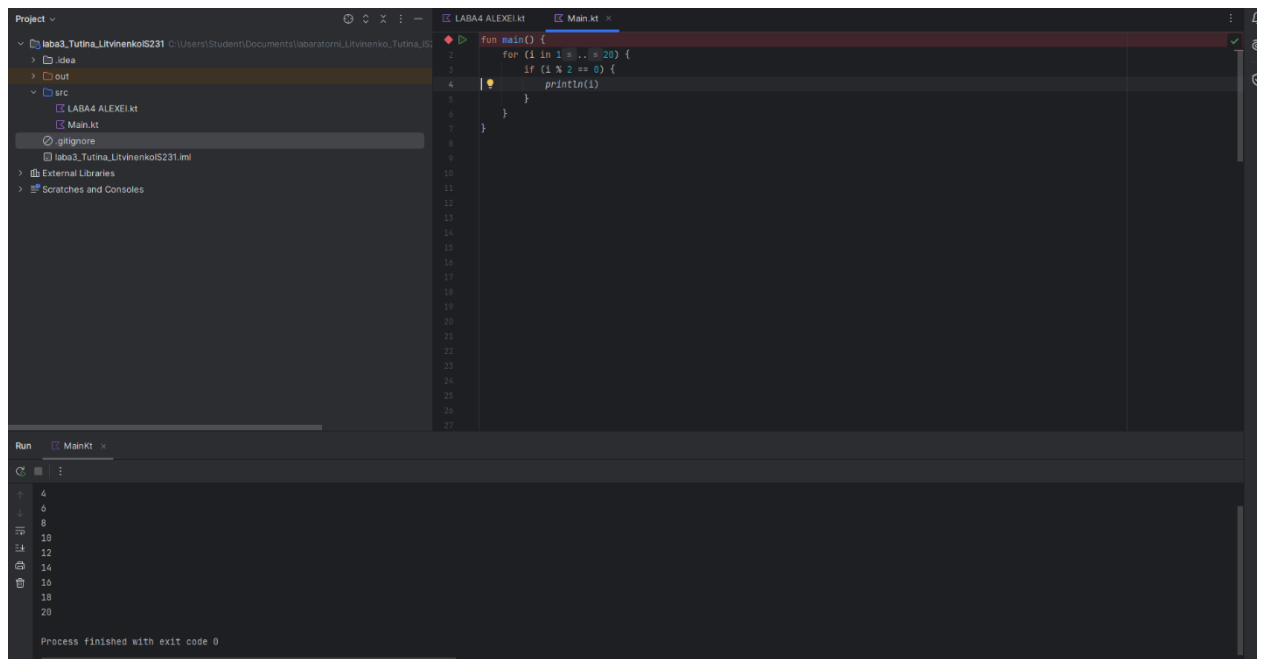 Project
laba3_Tutina_LitvinenkoIS231 C:\Users\Student\Documents\labaratorni_Litvinenko_Tutina_IS2
.idea
out
src
LABA4 ALEXEI.kt
Main.kt
.gitignore
laba3_Tutina_LitvinenkoIS231.iml
External Libraries
Scratches and Consoles
LABA4 ALEXEI.kt Main.kt
fun main() {
2 for (i in 1 ≤ .. ≤ 20) {
3 if (i % 2 == 0) {
4 println(i)
5 }
6 }
7 }
8
9
10
11
12
13
14
15
16
17
18
19
20
21
22
23
24
25
26
27
Run MainKt
4
6
8
10
12
14
16
18
20
Process finished with exit code 0